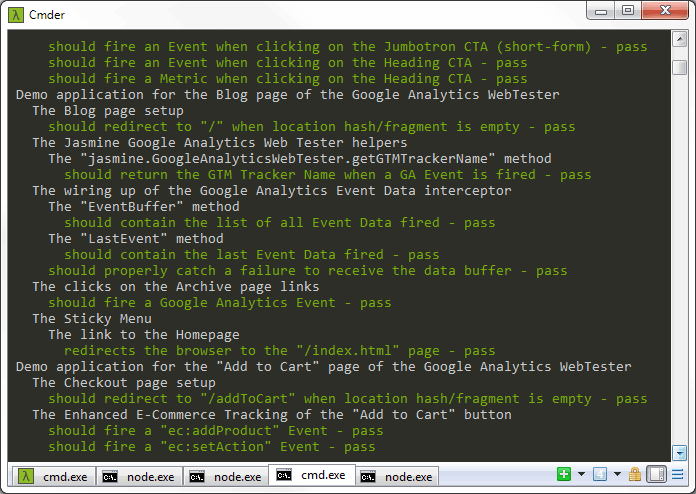 Cmder
should fire an Event when clicking on the Jumbotron CTA (short-form) - pass
should fire an Event when clicking on the Heading CTA - pass
should fire a Metric when clicking on the Heading CTA - pass
Demo application for the Blog page of the Google Analytics WebTester
The Blog page setup
should redirect to "/" when location hash/fragment is empty - pass
The Jasmine Google Analytics Web Tester helpers
The "jasmine.GoogleAnalyticsWebTester.getGTMTrackerName" method
should return the GTM Tracker Name when a GA Event is fired - pass
The wiring up of the Google Analytics Event Data interceptor
The "EventBuffer" method
should contain the list of all Event Data fired - pass
The "LastEvent" method
should contain the last Event Data fired - pass
should properly catch a failure to receive the data buffer - pass
The clicks on the Archive page links
should fire a Google Analytics Event - pass
The Sticky Menu
The link to the Homepage
redirects the browser to the "/index.html" page - pass
Demo application for the "Add to Cart" page of the Google Analytics WebTester
The Checkout page setup
should redirect to "/addToCart" when location hash/fragment is empty - pass
The Enhanced E-Commerce Tracking of the "Add to Cart" button
should fire a "ec:addProduct" Event - pass
should fire a "ec:setAction" Event - pass
λ cmd.exe C:\. node.exe C:\. node.exe C:\. cmd.exe C:\. node.exe 4